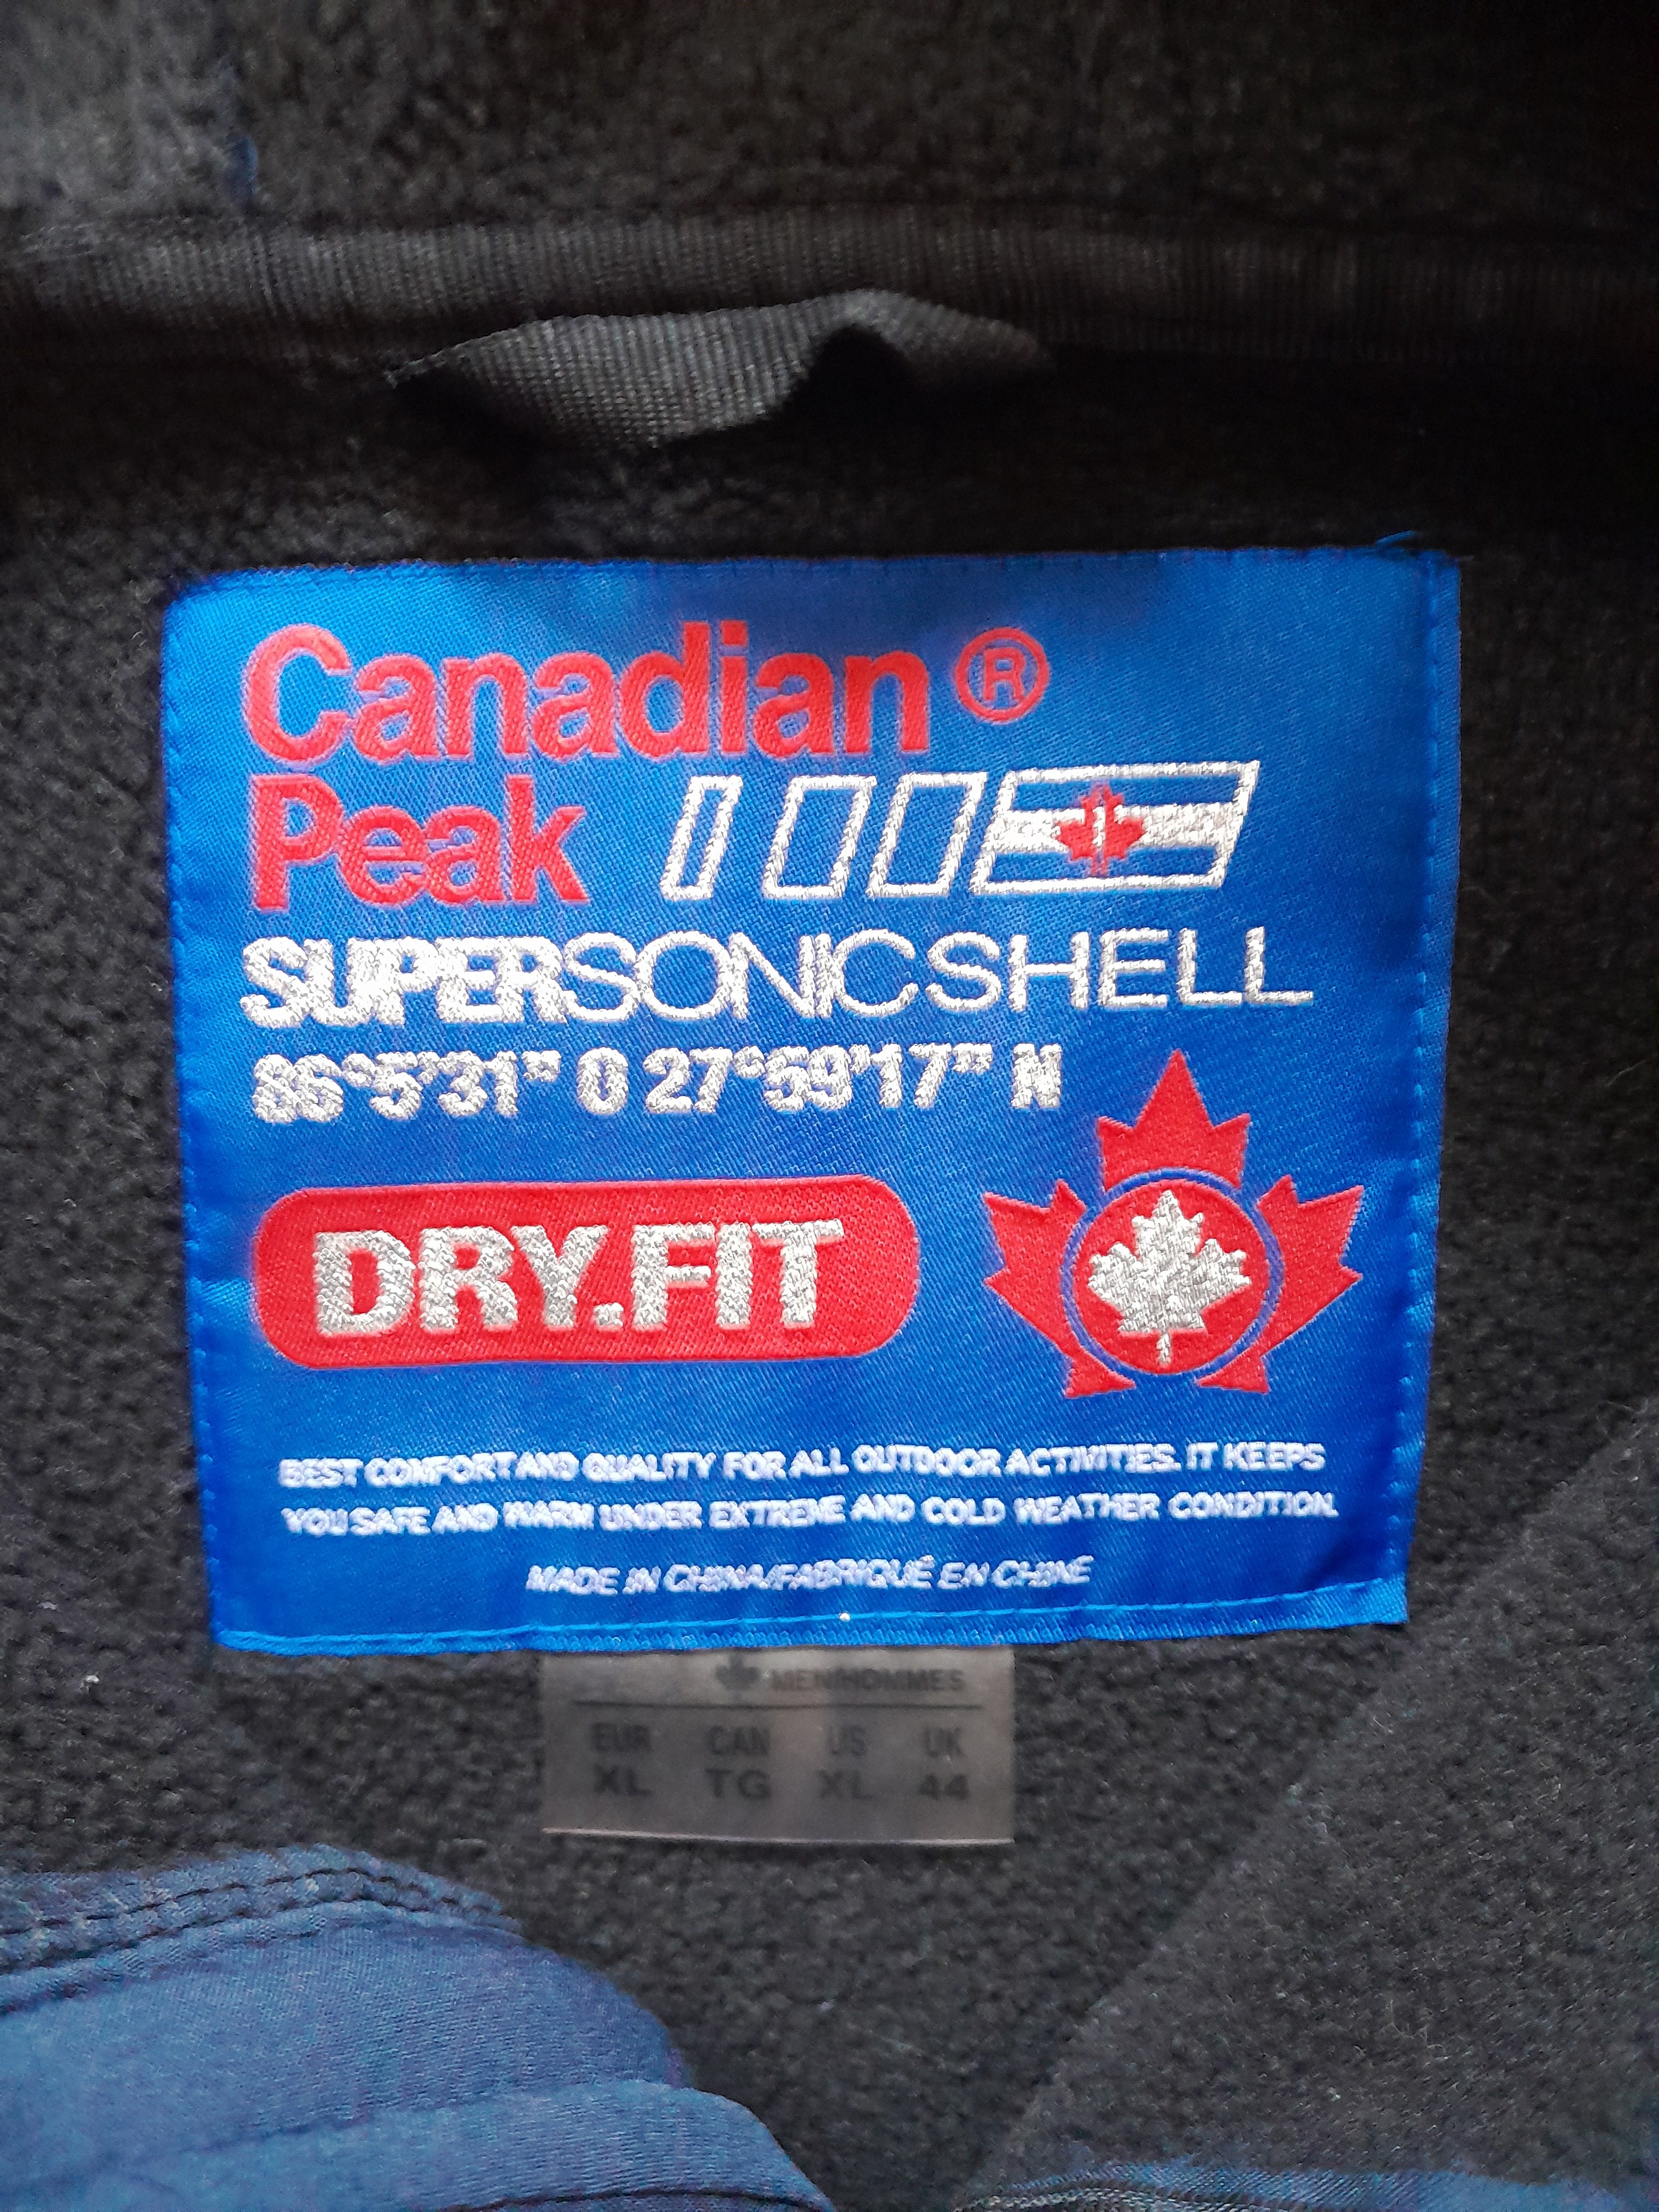 Canadian ®
Peak
SUPERSONICSHELL
86°5'31" O 27°59'17" N
DRY.FIT
BEST COMFORT AND QUALITY FOR ALL OUTDOOR ACTIVITIES. IT KEEPS
YOU SAFE AND WARM UNDER EXTREME AND COLD WEATHER CONDITION.
MADE IN CHINA/FABRIQUÉ EN CHINE
MEN/HOMMES
EUR CAN US UK
XL TG XL 44